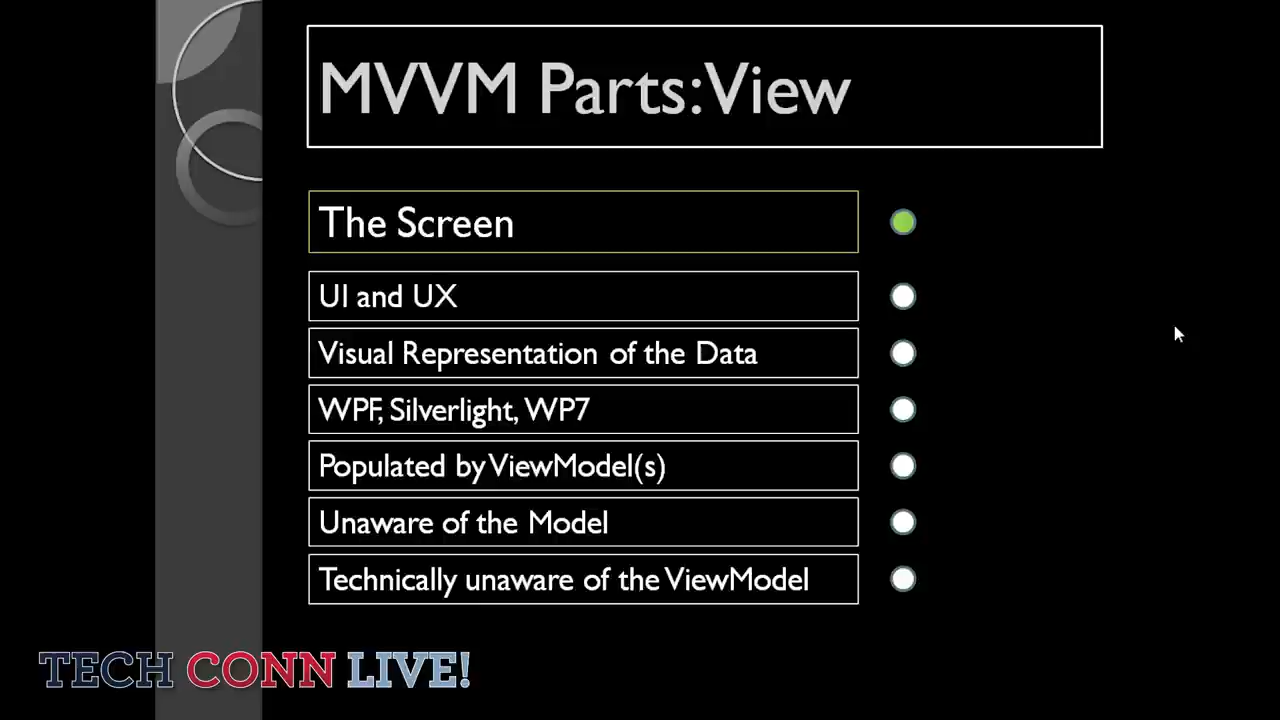 MVVM Parts: View
The Screen
UI and UX
Visual Representation of the Data
WPF, Silverlight, WP7
Populated by ViewModel(s)
Unaware of the Model
Technically unaware of the ViewModel
TECH CONN LIVE!